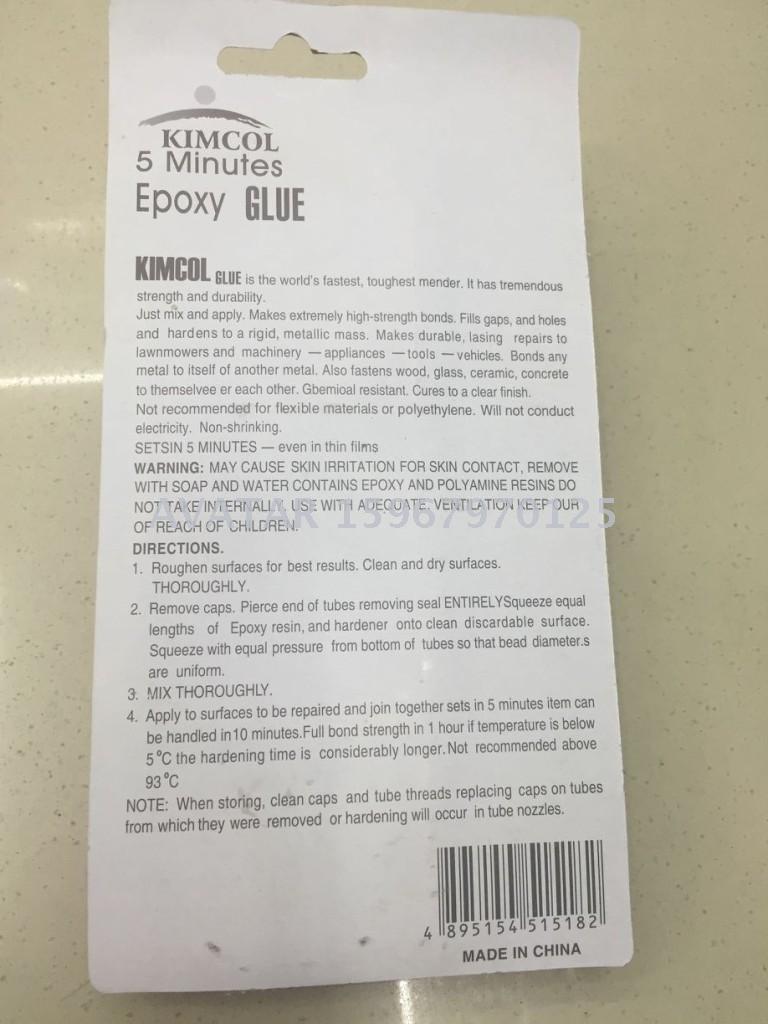 KIMCOL
5 Minutes
Epoxy GLUE
KIMCOL GLUE is the world's fastest, toughest mender. It has tremendous
strength and durability.
Just mix and apply. Makes extremely high-strength bonds. Fills gaps, and holes
and hardens to a rigid, metallic mass. Makes durable, lasing repairs to
lawnmowers and machinery — appliances — tools — vehicles. Bonds any
metal to itself of another metal. Also fastens wood, glass, ceramic, concrete
to themselvee er each other. Gbemioal resistant. Cures to a clear finish.
Not recommended for flexible materials or polyethylene. Will not conduct
electricity. Non-shrinking.
SETSIN 5 MINUTES — even in thin films
WARNING: MAY CAUSE SKIN IRRITATION FOR SKIN CONTACT, REMOVE
WITH SOAP AND WATER CONTAINS EPOXY AND POLYAMINE RESINS DO
NOT TAKE INTERNALLY. USE WITH ADEQUATE. VENTILATION KEEP OUR
OF REACH OF CHILDREN.
AVATAR 15967970125
DIRECTIONS.
1. Roughen surfaces for best results. Clean and dry surfaces.
THOROUGHLY.
2. Remove caps. Pierce end of tubes removing seal ENTIRELYSqueeze equal
lengths of Epoxy resin, and hardener onto clean discardable surface.
Squeeze with equal pressure from bottom of tubes so that bead diameter.s
are uniform.
3. MIX THOROUGHLY.
4. Apply to surfaces to be repaired and join together sets in 5 minutes item can
be handled in10 minutes.Full bond strength in 1 hour if temperature is below
5°C the hardening time is considerably longer.Not recommended above
93°C
NOTE: When storing, clean caps and tube threads replacing caps on tubes
from which they were removed or hardening will occur in tube nozzles.
4 895154 515182
MADE IN CHINA